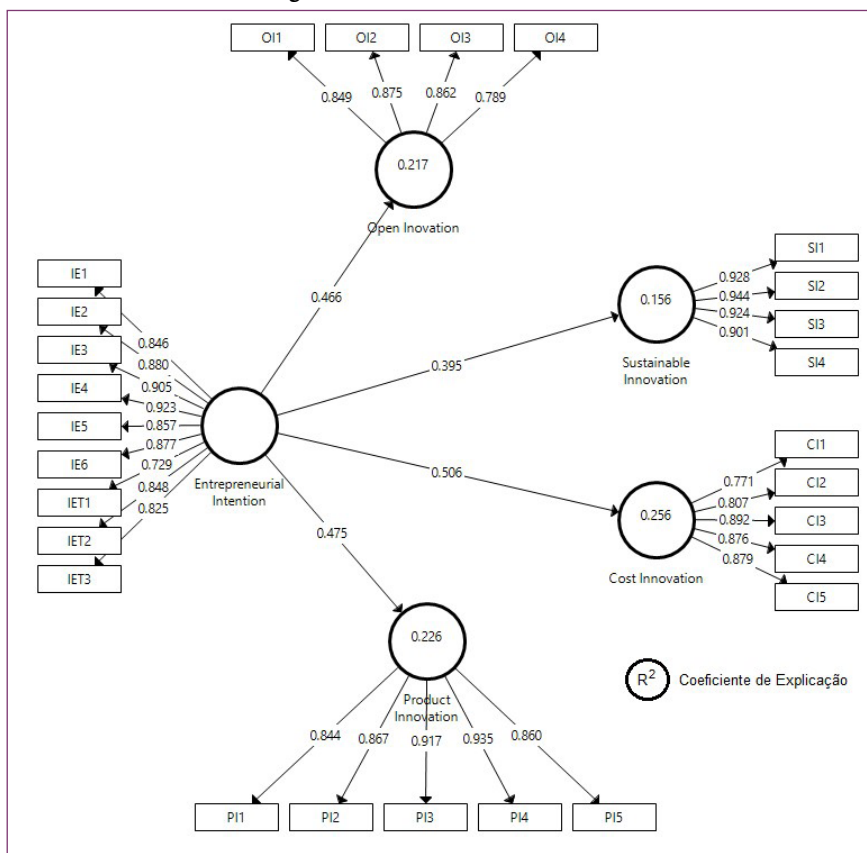 OI1
OI2
OI3
OI4
0.849
0.875
0.862
0.789
0.217
Open Inovation
0.466
IE1
IE2
IE3
IE4
IE5
IE6
IET1
IET2
IET3
0.846
0.880
0.905
0.923
0.857
0.877
0.729
0.848
0.825
Entrepreneurial
Intention
0.395
0.156
Sustainable
Innovation
0.928
0.944
0.924
0.901
SI1
SI2
SI3
SI4
0.506
0.256
Cost Innovation
0.771
0.807
0.892
0.876
0.879
CI1
CI2
CI3
CI4
CI5
0.475
0.226
Product
Innovation
0.844
0.867
0.917
0.935
0.860
PI1
PI2
PI3
PI4
PI5
R² Coeficiente de Explicação